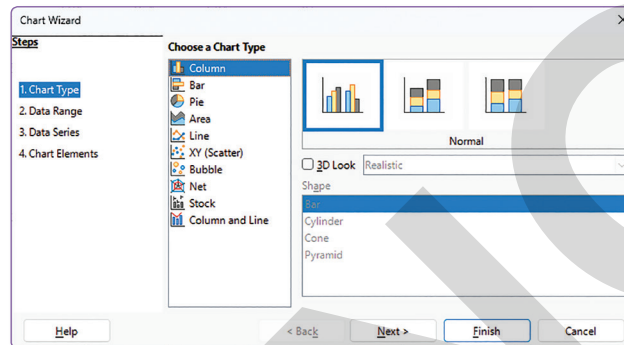 Chart Wizard
Steps
1. Chart Type
2. Data Range
3. Data Series
4. Chart Elements
Choose a Chart Type
Column
Bar
Pie
Area
Line
XY (Scatter)
Bubble
Net
Stock
Column and Line
Normal
3D Look
Realistic
Shape
Bar
Cylinder
Cone
Pyramid
Help
< Back
Next >
Finish
Cancel